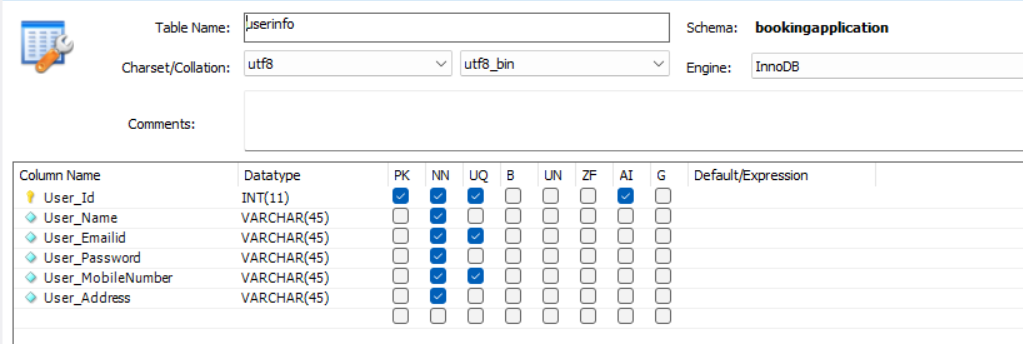 Table Name: userinfo Schema: bookingapplication
Charset/Collation: utf8 utf8_bin Engine: InnoDB
Comments:
Column Name Datatype PK NN UQ B UN ZF AI G Default/Expression
User_Id INT(11)
User_Name VARCHAR(45)
User_Emailid VARCHAR(45)
User_Password VARCHAR(45)
User_MobileNumber VARCHAR(45)
User_Address VARCHAR(45)